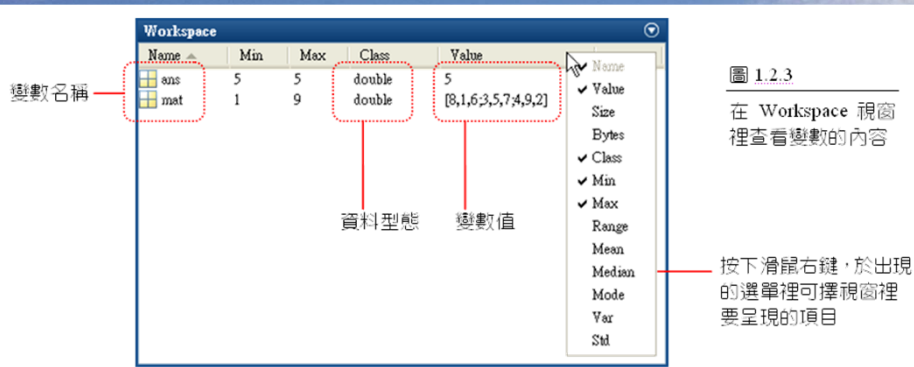 Workspace
Name Min Max Class Value
ans 5 5 double 5
mat 1 9 double [8,1,6;3,5,7;4,9,2]
Name
Value
Size
Bytes
Class
Min
Max
Range
Mean
Median
Mode
Var
Std
變數名稱
資料型態
變數值
圖 1.2.3
在 Workspace 視窗
裡查看變數的內容
按下滑鼠右鍵，於出現
的選單裡可擇視窗裡
要呈現的項目